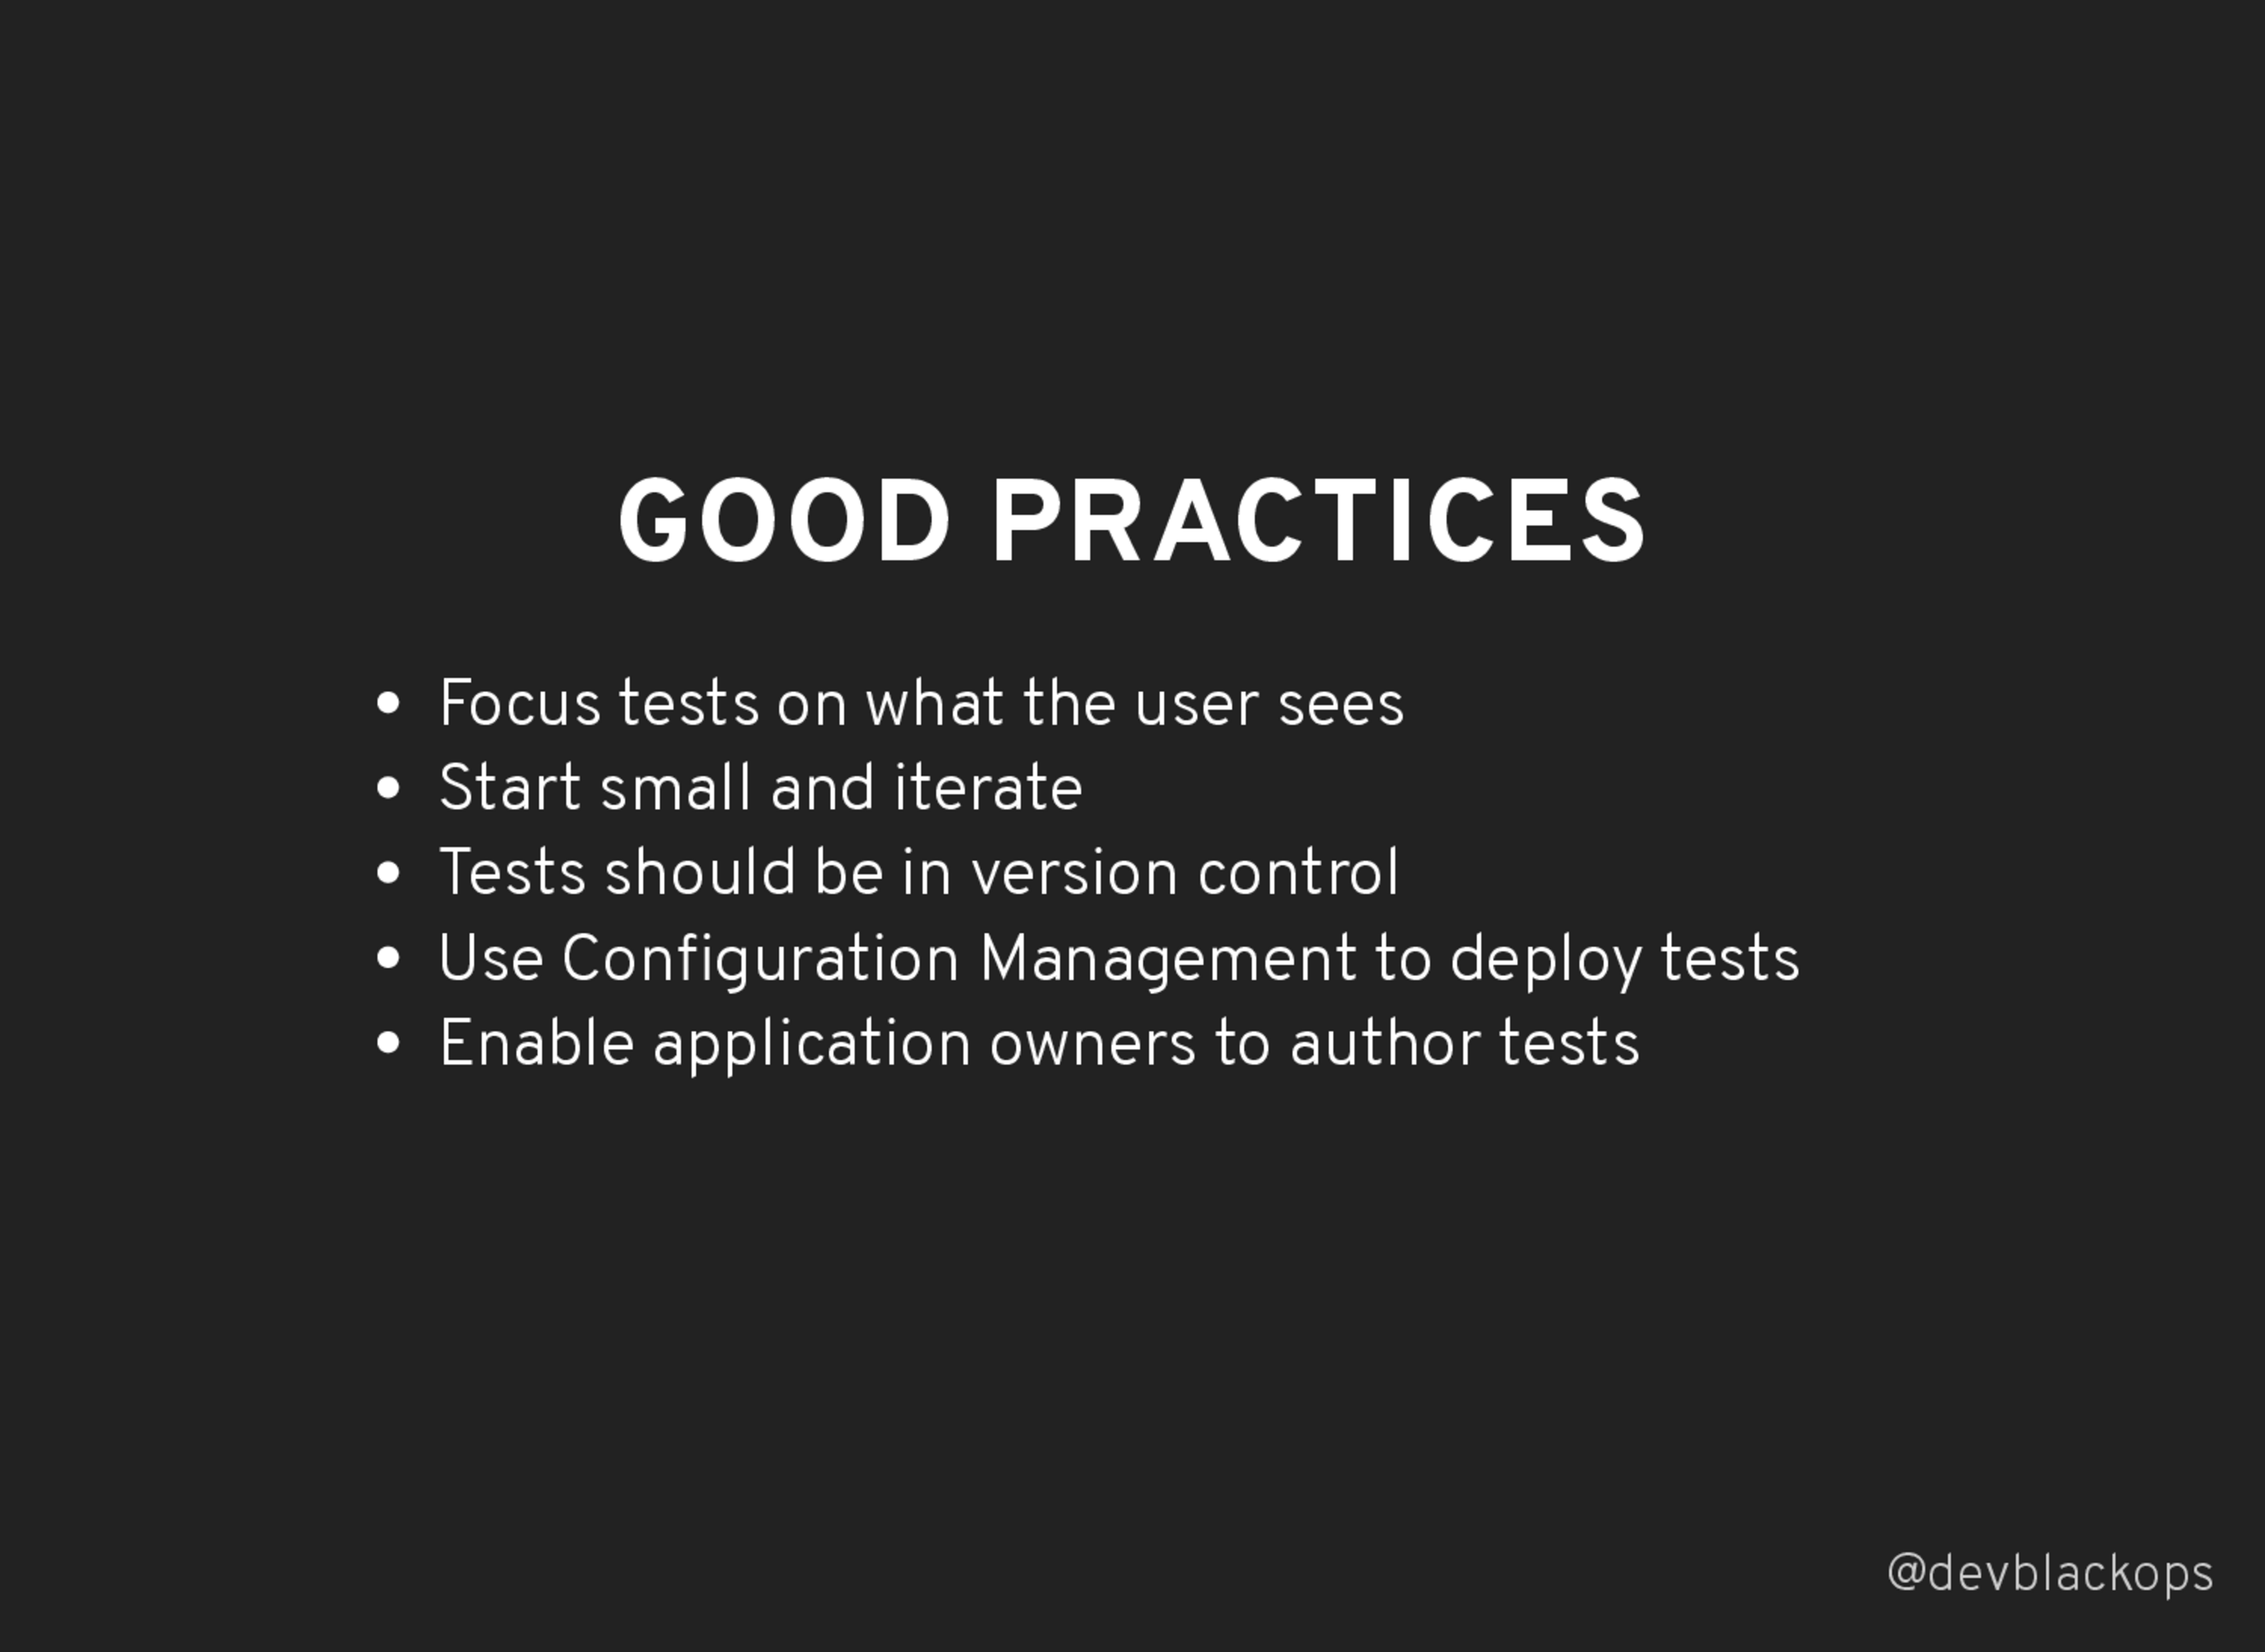 GOOD PRACTICES
• Focus tests on what the user sees
• Start small and iterate
• Tests should be in version control
• Use Configuration Management to deploy tests
• Enable application owners to author tests
@devblackops